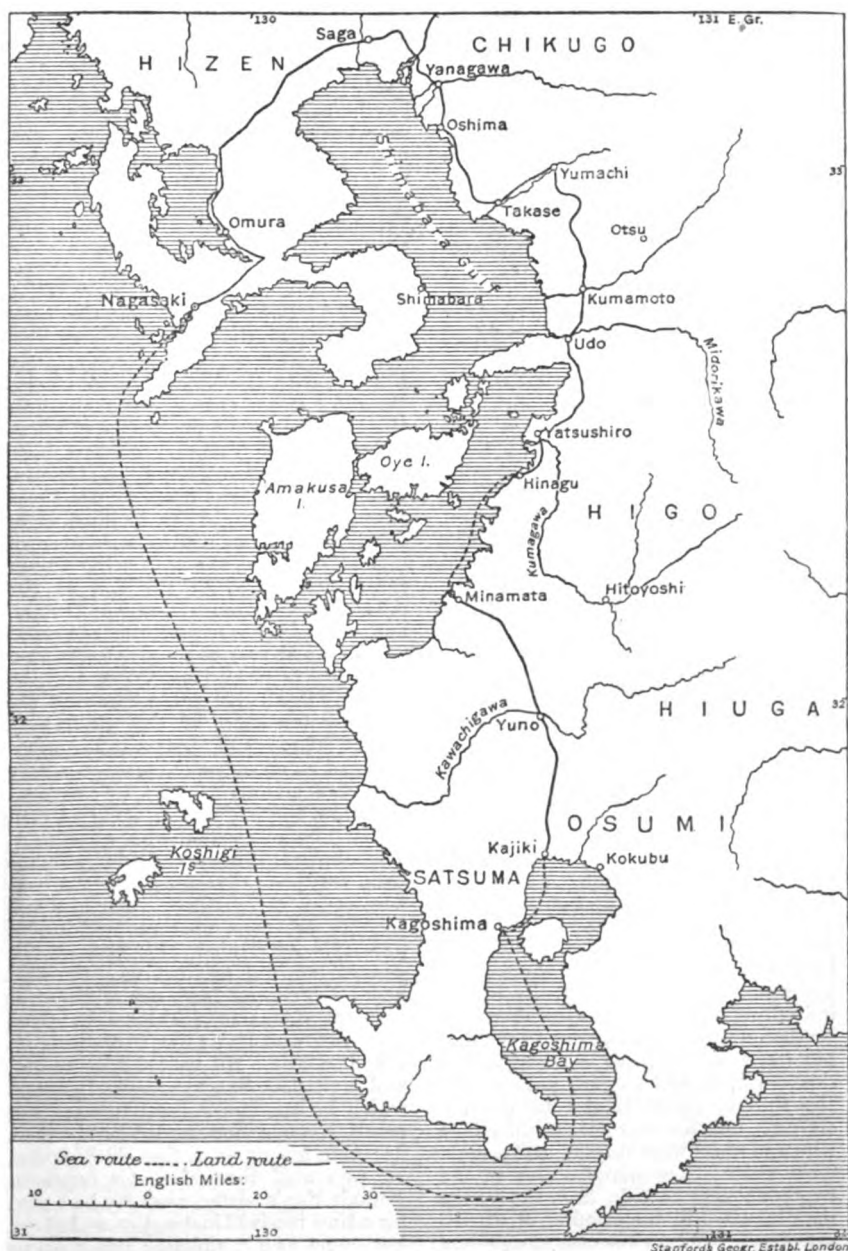 130
131 E. Gr.
Saga
CHIKUGO
HIZEN
Yanagawa
Oshima
Shimabara Gulf
33
33
Yumachi
Takase
Omura
Otsu
Nagasaki
Shimabara
Kumamoto
Udo
Midorikawa
Yatsushiro
Oye I.
Hinagu
Amakusa
I.
HIGO
Kumagawa
Minamata
Hitoyoshi
32
HIUGA
32
Kawachigawa
Yuno
OSUMI
Kajiki
Kokubu
Koshigi
Is
SATSUMA
Kagoshima
Kagoshima
Bay
Sea route ----- Land route ——
English Miles:
10 0 20 30
31
130
131
31
Stanford's Geogr. Establ. London